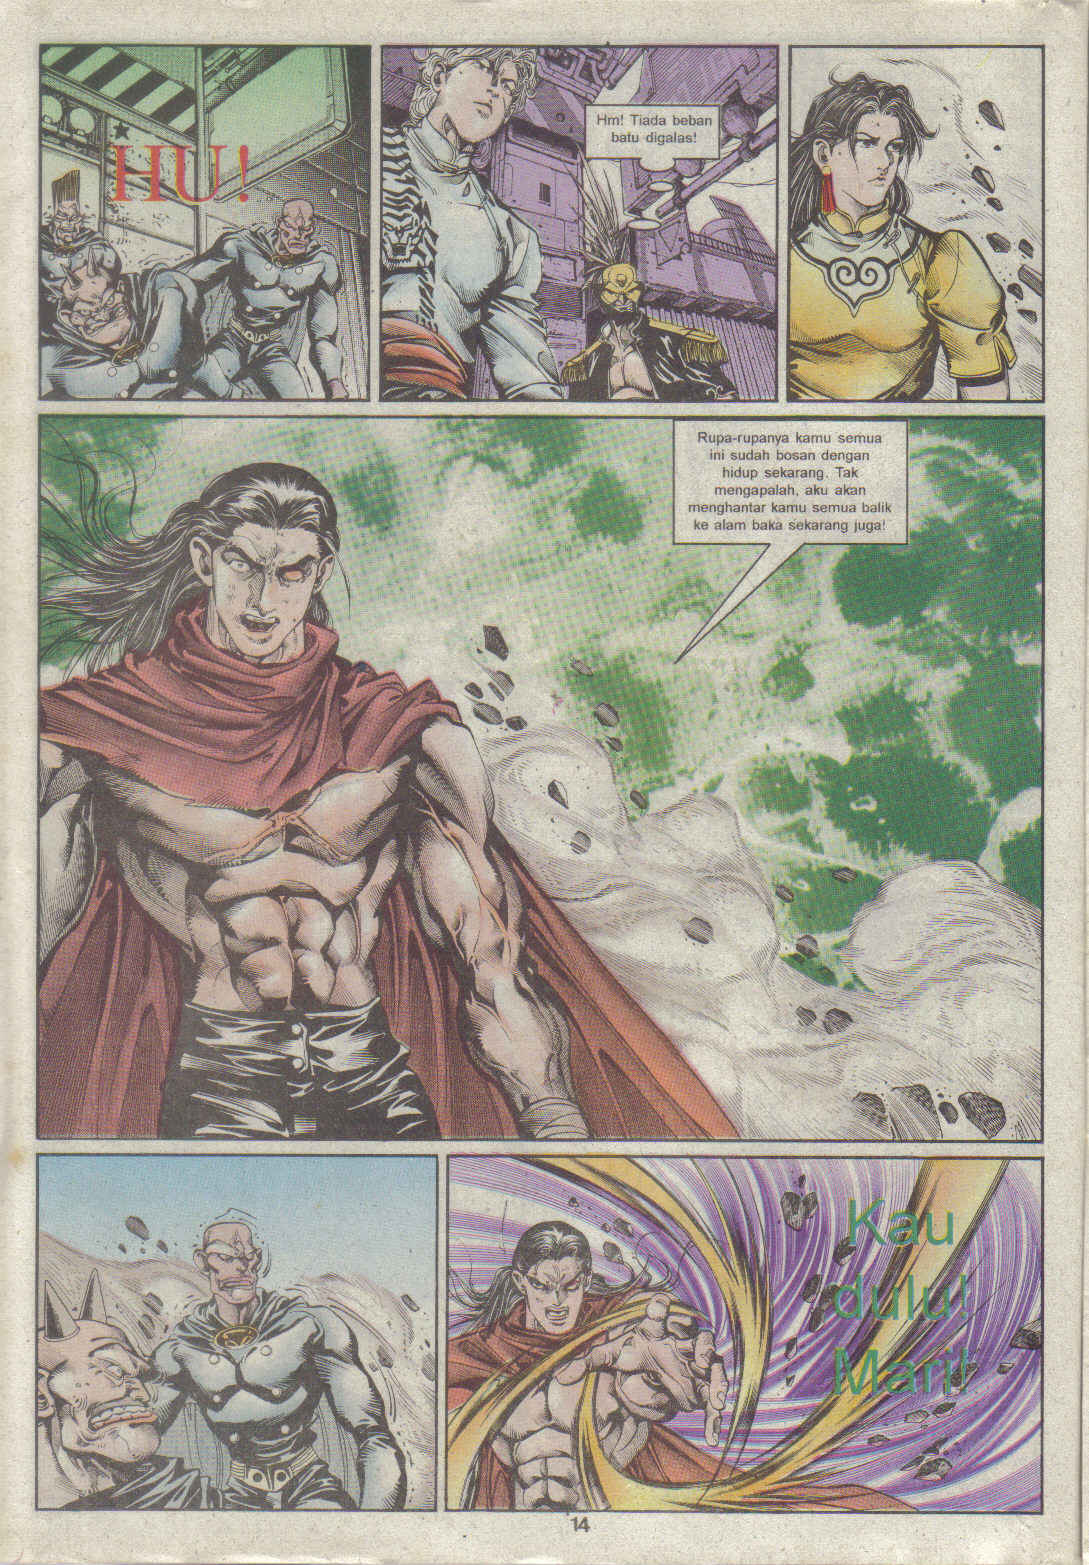 HU!
Hm! Tiada beban
batu digalas!
Rupa-rupanya kamu semua
ini sudah bosan dengan
hidup sekarang. Tak
mengapalah, aku akan
menghantar kamu semua balik
ke alam baka sekarang juga!
Kau
dulu!
Mari!
14